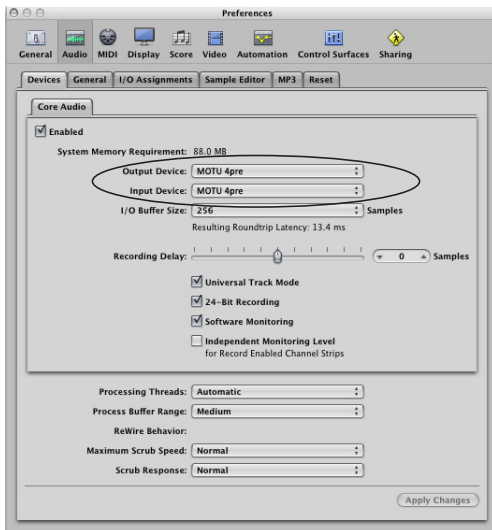 Preferences
General Audio MIDI Display Score Video Automation Control Surfaces Sharing
Devices General I/O Assignments Sample Editor MP3 Reset
Core Audio
Enabled
System Memory Requirement: 88.0 MB
Output Device: MOTU 4pre
Input Device: MOTU 4pre
I/O Buffer Size: 256 Samples
Resulting Roundtrip Latency: 13.4 ms
Recording Delay: 0 Samples
Universal Track Mode
24-Bit Recording
Software Monitoring
Independent Monitoring Level
for Record Enabled Channel Strips
Processing Threads: Automatic
Process Buffer Range: Medium
ReWire Behavior:
Maximum Scrub Speed: Normal
Scrub Response: Normal
Apply Changes